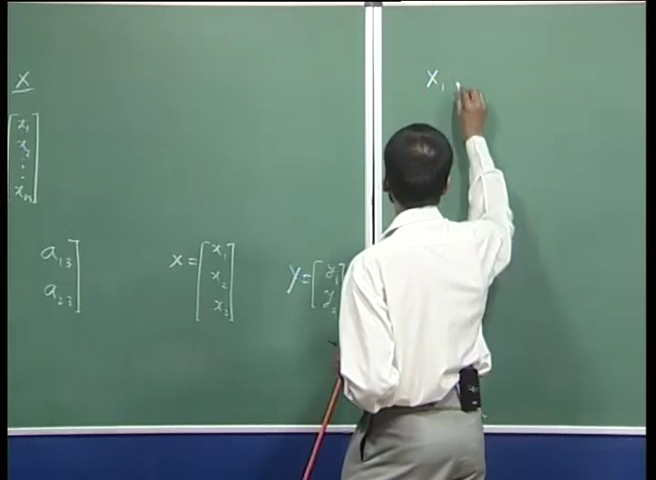 X
x₁
x₂
⋮
xₙ
a₁₃
a₂₃
x = [x₁
x₂
x₃]
y = [y₁
y₂
X₁